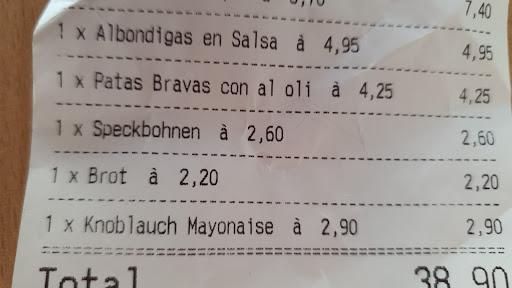 7,40
1 x Albondigas en Salsa à 4,95 4,95
1 x Patas Bravas con al oli à 4,25 4,25
1 x Speckbohnen à 2,60 2,60
1 x Brot à 2,20 2,20
1 x Knoblauch Mayonaise à 2,90 2,90
Total 38,90